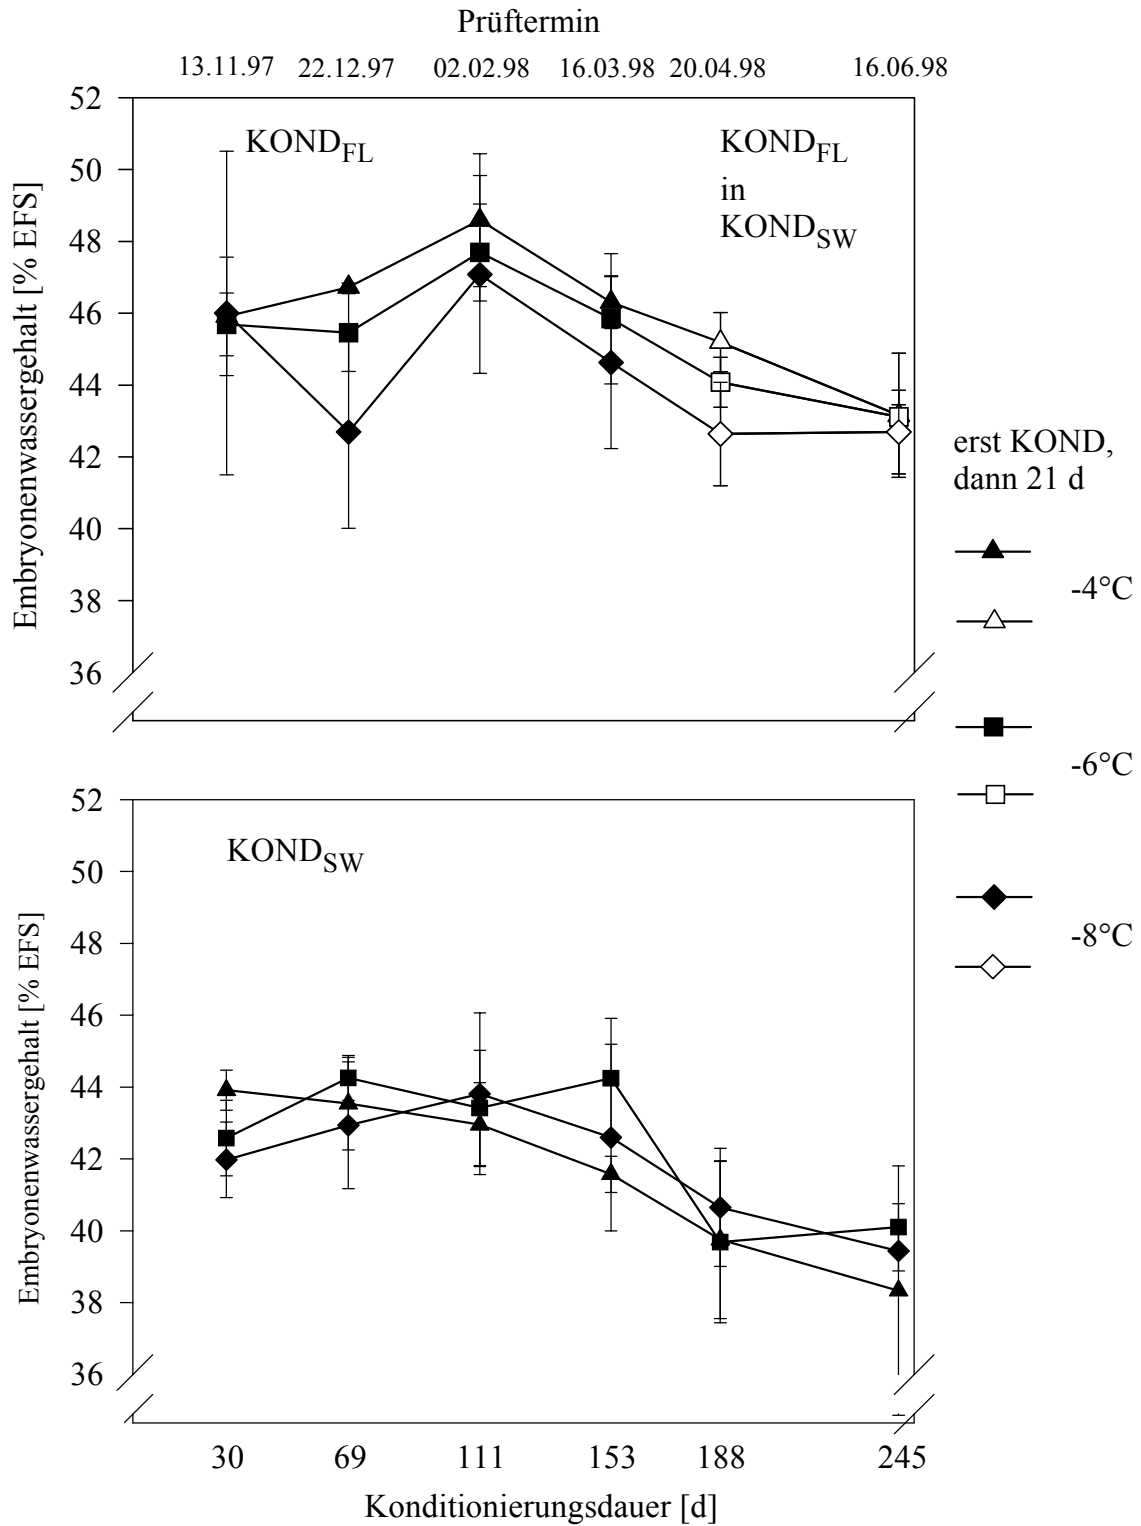 Prüftermin
13.11.97 22.12.97 02.02.98 16.03.98 20.04.98 16.06.98
52
50
48
46
44
42
40
38
36
Embryonenwassergehalt [% EFS]
KOND_FL
KOND_FL
in
KOND_SW
erst KOND,
dann 21 d
-4°C
-6°C
-8°C
52
50
48
46
44
42
40
38
36
Embryonenwassergehalt [% EFS]
KOND_SW
30 69 111 153 188 245
Konditionierungsdauer [d]